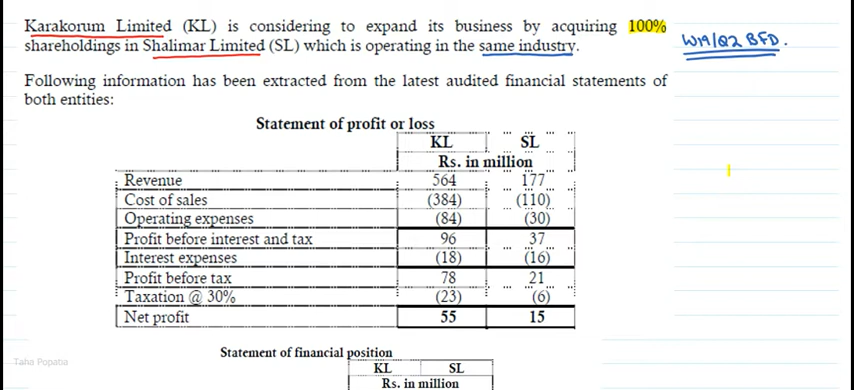 Karakorum Limited (KL) is considering to expand its business by acquiring 100%
shareholdings in Shalimar Limited (SL) which is operating in the same industry.
W19/Q2 BFD.
Following information has been extracted from the latest audited financial statements of
both entities:
Statement of profit or loss
KL SL
Rs. in million
Revenue 564 177
Cost of sales (384) (110)
Operating expenses (84) (30)
Profit before interest and tax 96 37
Interest expenses (18) (16)
Profit before tax 78 21
Taxation @ 30% (23) (6)
Net profit 55 15
Taha Popatia
Statement of financial position
KL SL
Rs. in million